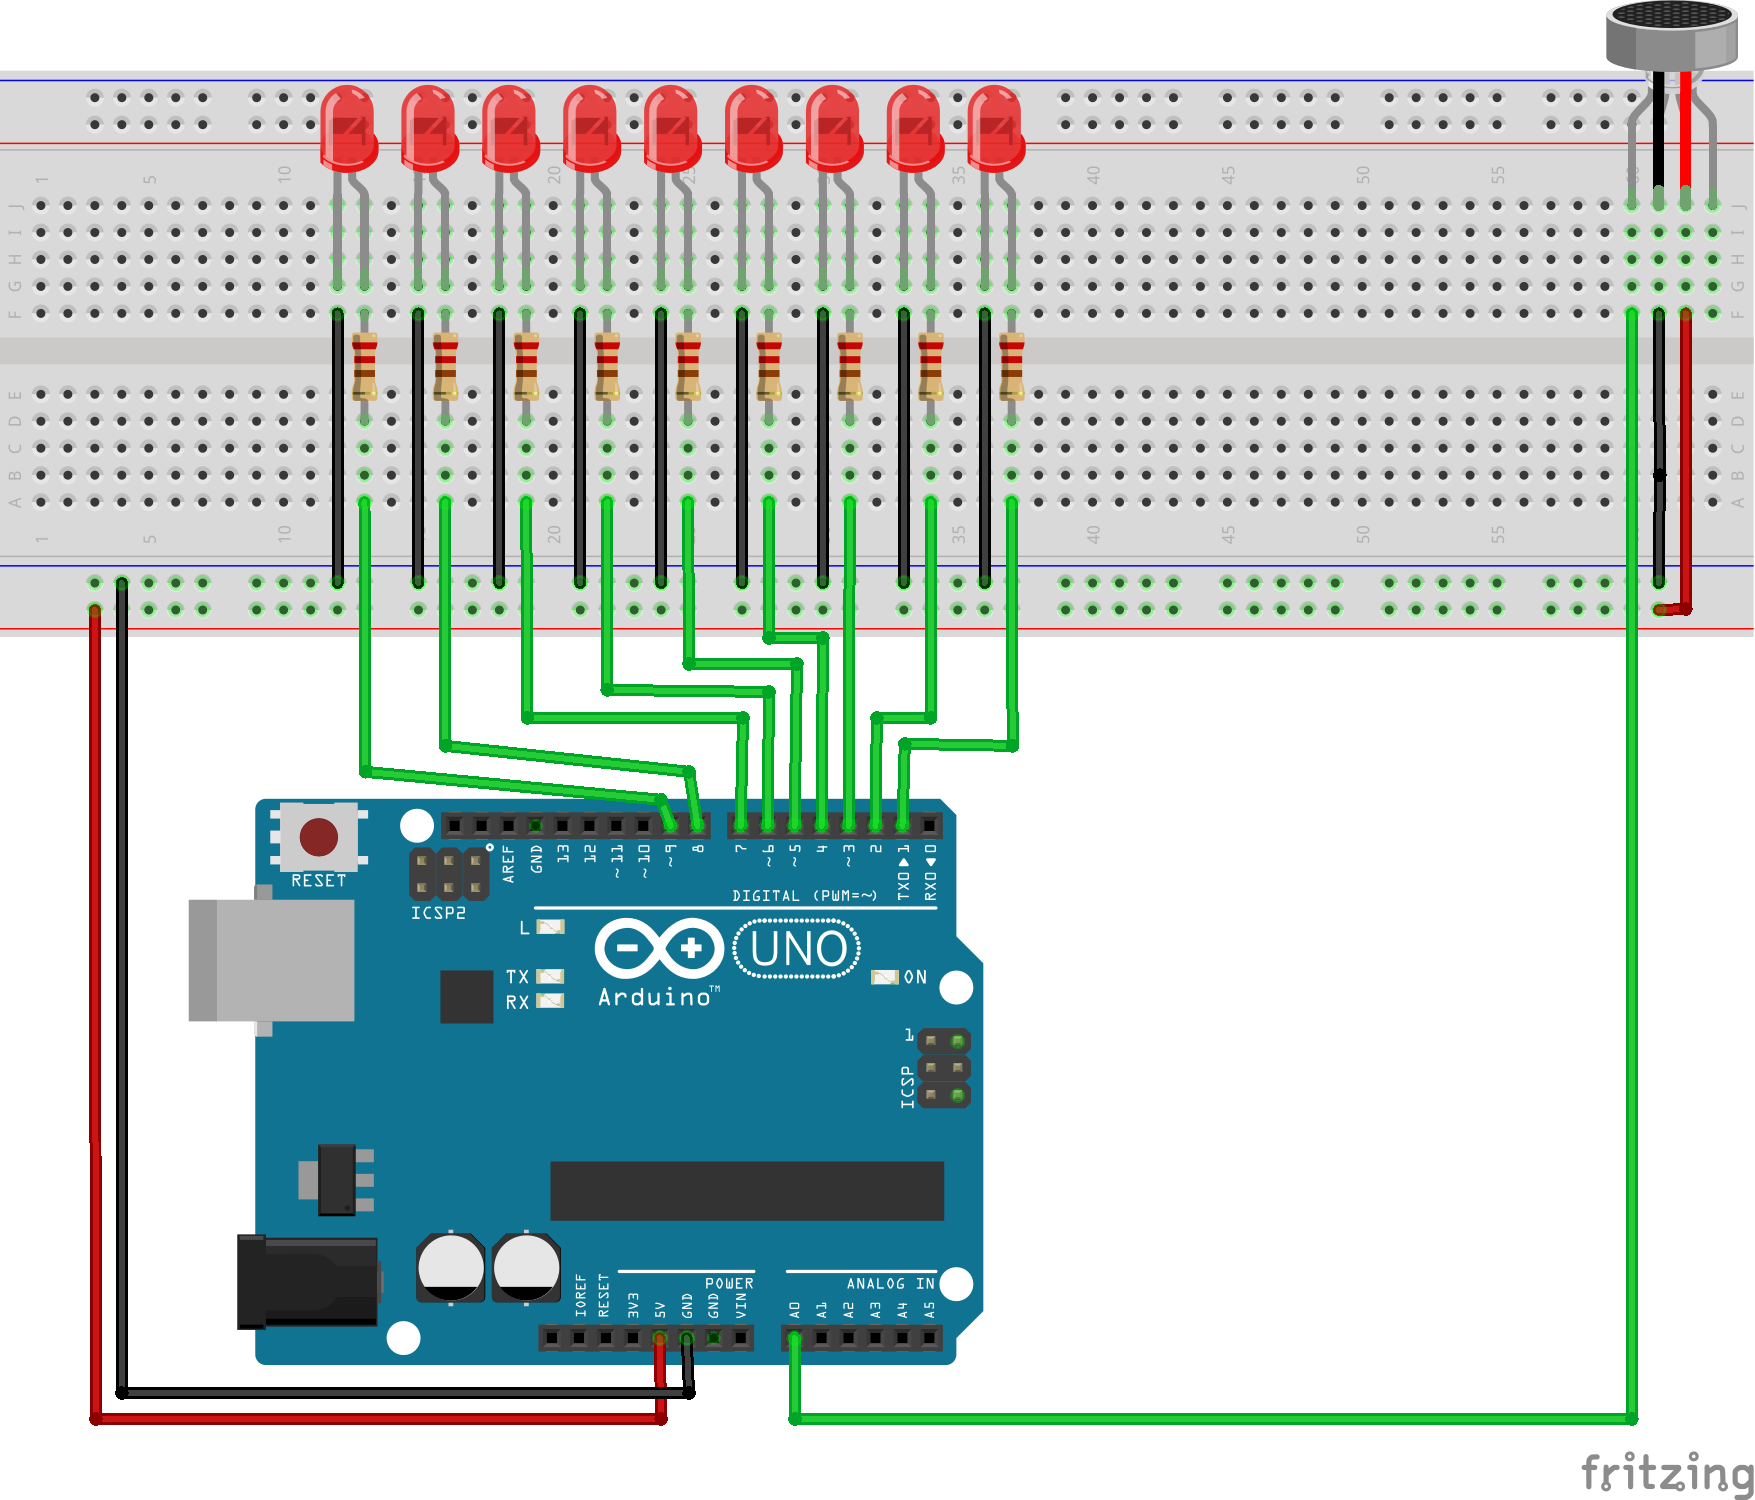 1 5 10 20 25 35 40 45 50 55 60
J J
I I
H H
G G
F F
E E
D D
C C
B B
A A
1 5 10 20 35 40 45 50 55
RESET
ICSP2
AREF GND 13 12 ~11 ~10 ~9 8 7 ~6 ~5 4 ~3 2 TX0 1 RX0 0
DIGITAL (PWM=~)
L
TX
RX
UNO
Arduino™
ON
1
ICSP
POWER
ANALOG IN
IOREF RESET 3V3 5V GND GND VIN A0 A1 A2 A3 A4 A5
fritzing